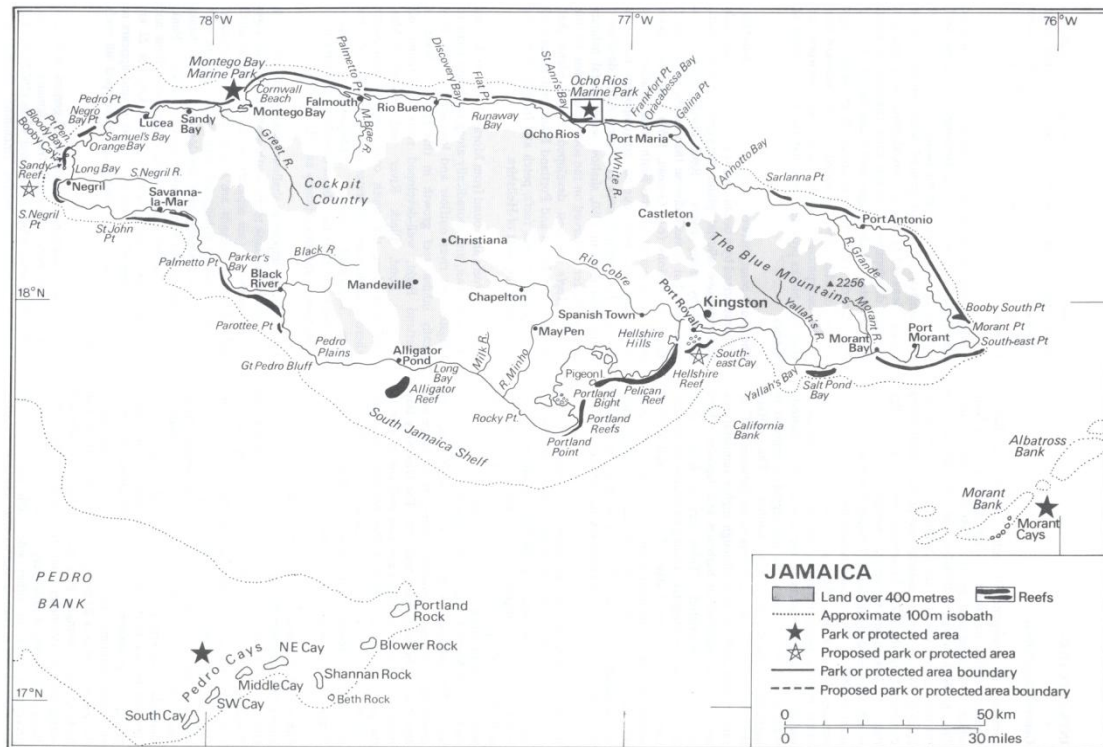 78°W
77°W
76°W
Montego Bay
Marine Park
Palmetto Pt
Discovery Bay
Flat Pt
St Ann's Bay
Ocho Rios
Marine Park
Frankfort Pt
Oracabessa Bay
Galina Pt
Cornwall
Beach
Pedro Pt
Negro
Bay Pt
Pt Pen.
Bloody Bay
Booby Cay
Lucea
Sandy
Bay
Montego Bay
Falmouth
Rio Bueno
Runaway
Bay
Ocho Rios
Port Maria
Samuel's Bay
Orange Bay
Great R.
M. Brae R.
White R.
Annotto Bay
Sandy
Reef
Long Bay
S.Negril R.
Negril
Savanna-
la-Mar
Cockpit
Country
Sarlanna Pt
S. Negril
Pt
St John
Pt
Castleton
Port Antonio
Christiana
R. Grande
The Blue Mountains
Palmetto Pt
Parker's
Bay
Black R
Black
River
Mandeville
Rio Cobre
Chapelton
2256
18°N
Port Royal
Kingston
Spanish Town
Yallah's R.
Morant R.
Booby South Pt
Morant Pt
South-east Pt
Parottee Pt
May Pen
Hellshire
Hills
Morant
Bay
Port
Morant
Pedro
Plains
Alligator
Pond
Milk R.
R. Minho
South-
east Cay
Gt Pedro Bluff
Long
Bay
Pigeon I.
Hellshire
Reef
Yallah's Bay
Salt Pond
Bay
Alligator
Reef
Portland
Bight
Pelican Reef
Rocky Pt.
Portland
Reefs
California
Bank
South Jamaica Shelf
Portland
Point
Albatross
Bank
Morant
Bank
Morant
Cays
PEDRO
BANK
Portland
Rock
Pedro Cays
NE Cay
Blower Rock
Middle Cay
Shannan Rock
SW Cay
Beth Rock
South Cay
17°N
JAMAICA
Land over 400 metres
Reefs
Approximate 100m isobath
Park or protected area
Proposed park or protected area
Park or protected area boundary
Proposed park or protected area boundary
0 50 km
0 30 miles